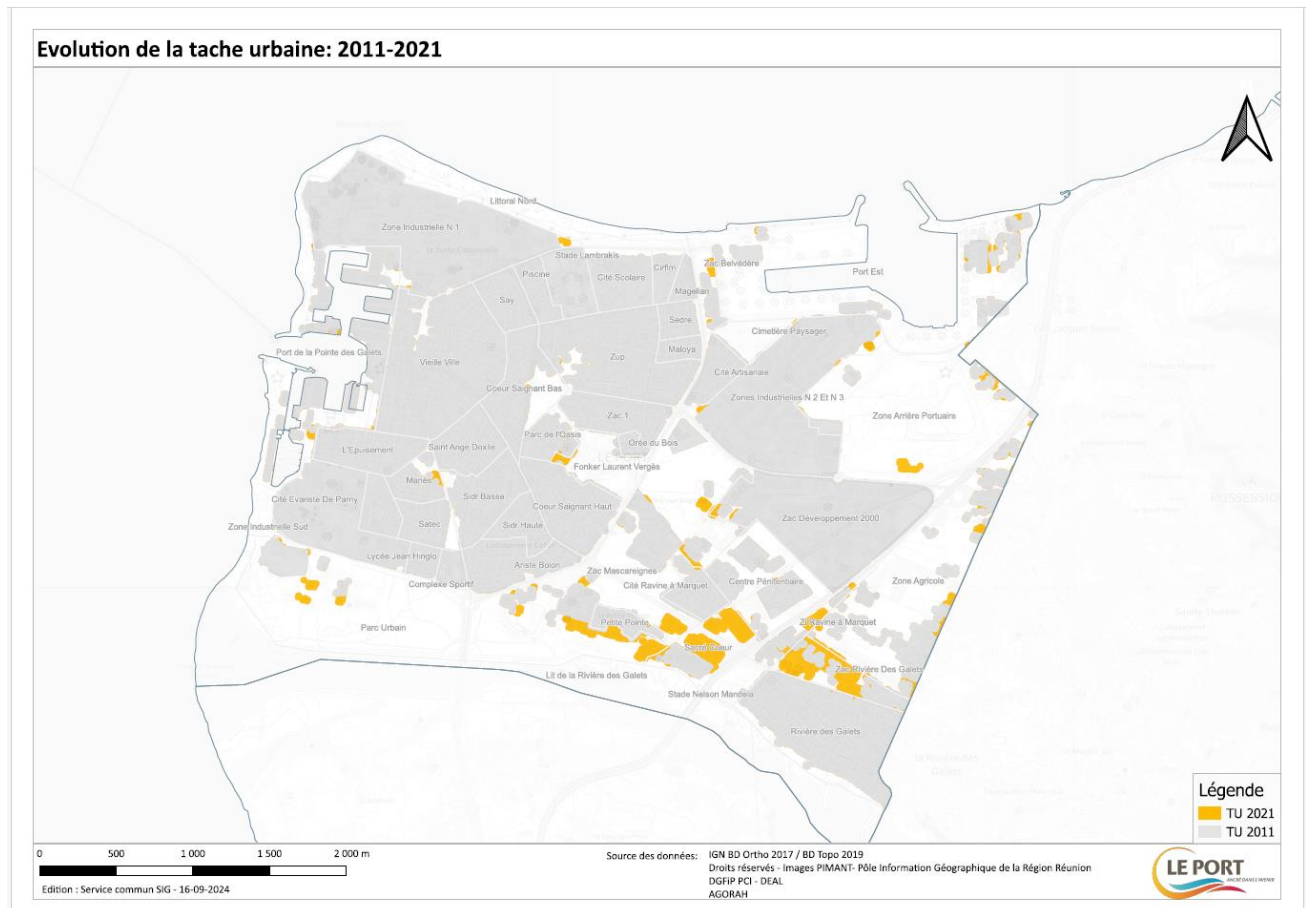 Evolution de la tache urbaine: 2011-2021
Littoral Nord
Zone Industrielle N 1
Stade Lambrakis
Zac Belvédère
Piscine
Cité Scolaire
Cirfim
Port Est
Say
Magellan
Sedre
Cimetière Paysager
Port de la Pointe des Galets
Vieille Ville
Zup
Maloya
Cité Artisanale
Coeur Saignant Bas
Zones Industrielles N 2 Et N 3
Zac 1
Zone Arrière Portuaire
Parc de l'Oasis
L'Epuisement
Saint Ange Doxile
Orée du Bois
Fonker Laurent Vergès
Manès
Cité Evariste De Parny
Sidr Basse
Coeur Saignant Haut
Zac Développement 2000
Zone Industrielle Sud
Satec
Sidr Haute
Lycée Jean Hinglo
Ariste Bolon
Zac Mascareignes
Complexe Sportif
Cité Ravine à Marquet
Centre Pénitentiaire
Zone Agricole
Parc Urbain
Petite Pointe
Ravine à Marquet
Sacré Coeur
Zac Rivière Des Galets
Lit de la Rivière des Galets
Stade Nelson Mandela
Rivière des Galets
la Rivière des
Galets
Légende
TU 2021
TU 2011
0 500 1 000 1 500 2 000 m
Edition : Service commun SIG - 16-09-2024
Source des données: IGN BD Ortho 2017 / BD Topo 2019
Droits réservés - Images PIMANT- Pôle Information Géographique de la Région Réunion
DGFiP PCI - DEAL
AGORAH
LE PORT